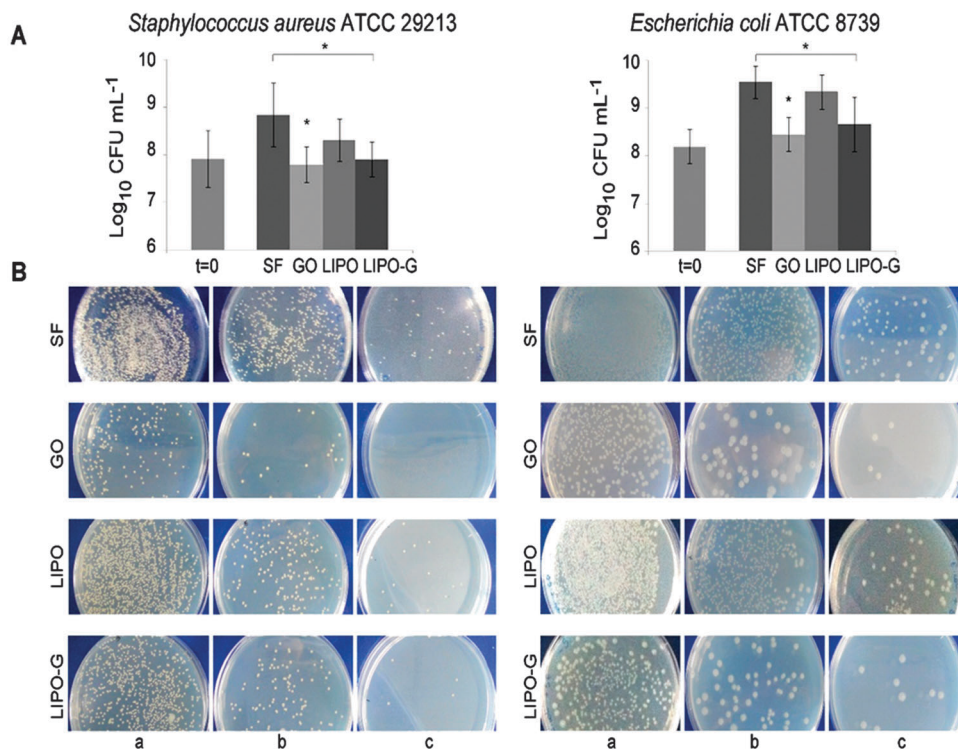 A
Staphylococcus aureus ATCC 29213
Log10 CFU mL-1
10
9
8
7
6
*
*
t=0
SF
GO
LIPO
LIPO-G
Escherichia coli ATCC 8739
Log10 CFU mL-1
10
9
8
7
6
*
*
t=0
SF
GO
LIPO
LIPO-G
B
SF
GO
LIPO
LIPO-G
a
b
c
SF
GO
LIPO
LIPO-G
a
b
c